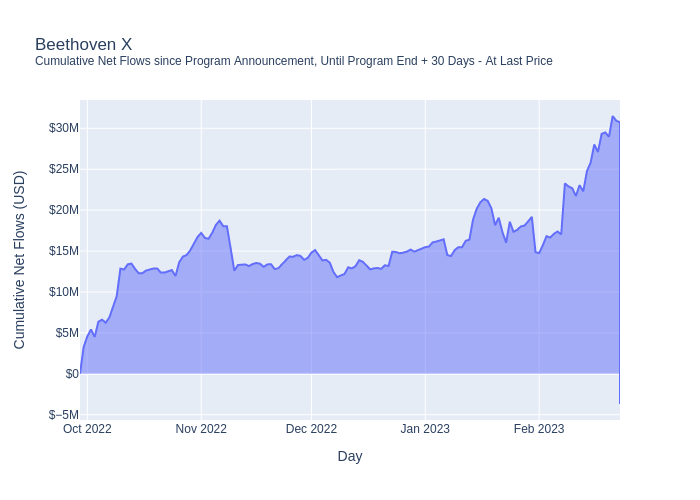 Beethoven X
Cumulative Net Flows since Program Announcement, Until Program End + 30 Days - At Last Price
Cumulative Net Flows (USD)
$30M
$25M
$20M
$15M
$10M
$5M
$0
$−5M
Oct 2022
Nov 2022
Dec 2022
Jan 2023
Feb 2023
Day